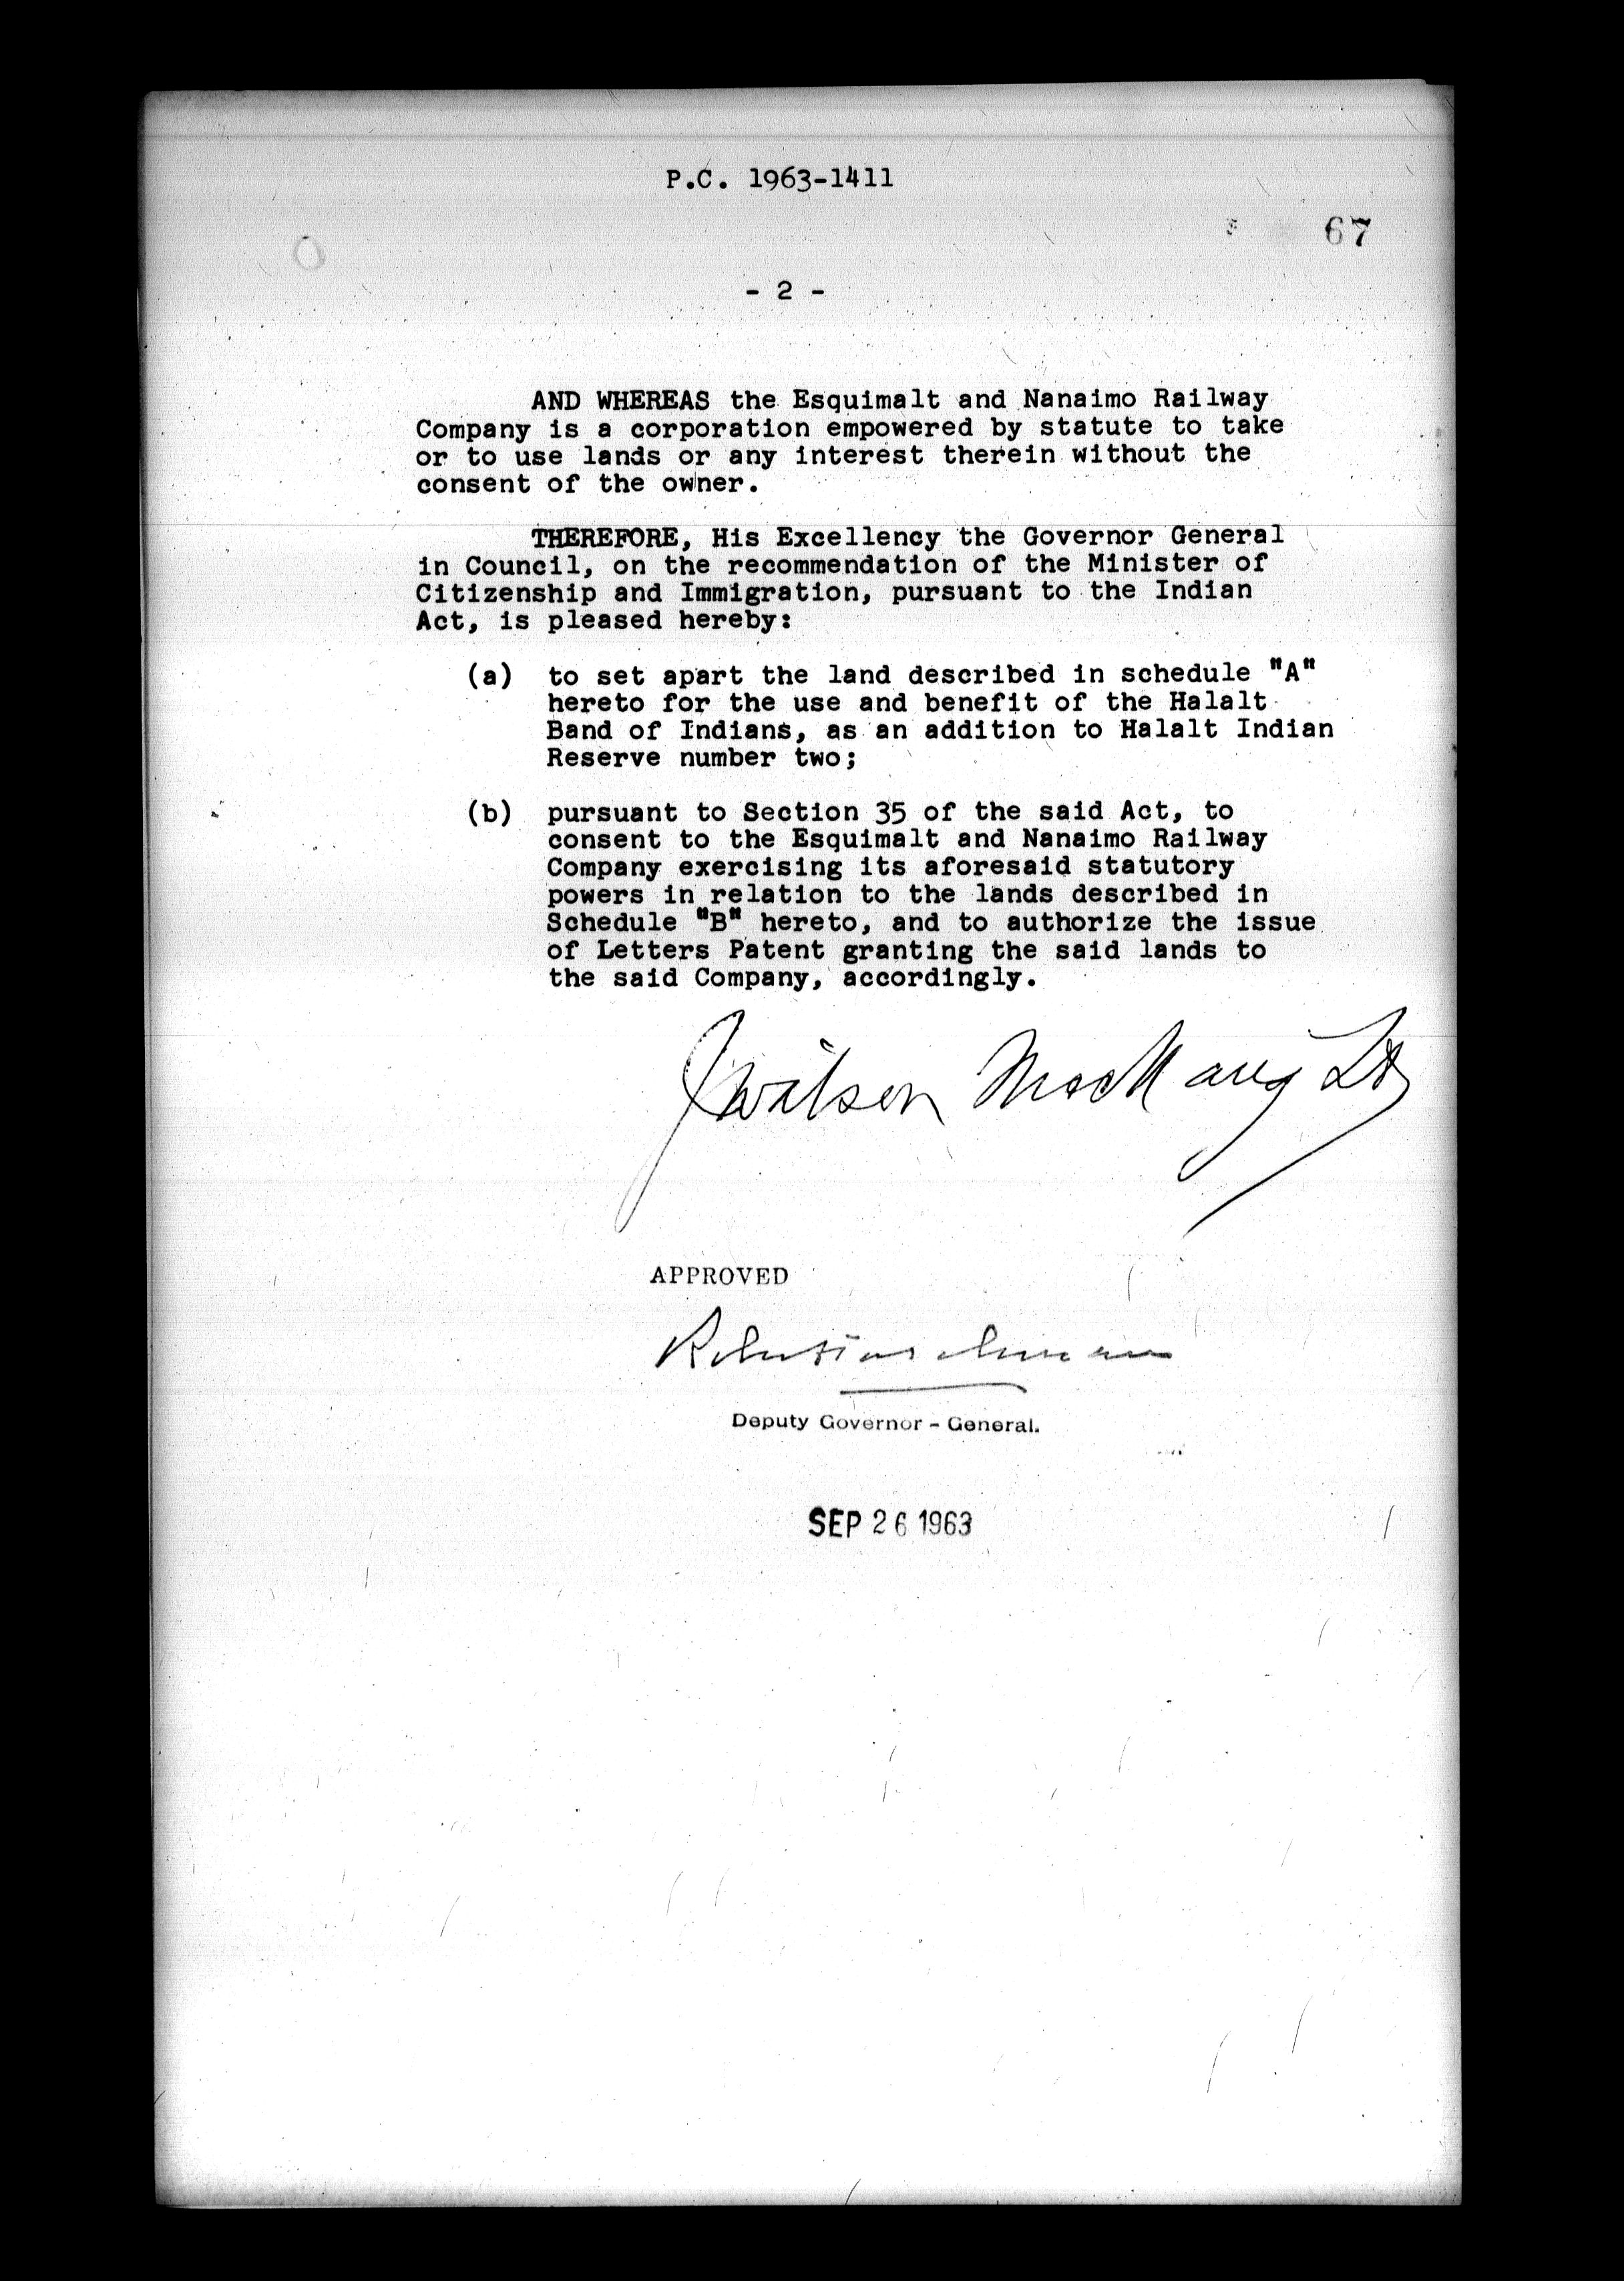 P.C. 1963-1411
67
- 2 -
AND WHEREAS the Esquimalt and Nanaimo Railway
Company is a corporation empowered by statute to take
or to use lands or any interest therein without the
consent of the owner.
THEREFORE, His Excellency the Governor General
in Council, on the recommendation of the Minister of
Citizenship and Immigration, pursuant to the Indian
Act, is pleased hereby:
(a) to set apart the land described in schedule "A"
hereto for the use and benefit of the Halalt
Band of Indians, as an addition to Halalt Indian
Reserve number two;
(b) pursuant to Section 35 of the said Act, to
consent to the Esquimalt and Nanaimo Railway
Company exercising its aforesaid statutory
powers in relation to the lands described in
Schedule "B" hereto, and to authorize the issue
of Letters Patent granting the said lands to
the said Company, accordingly.
APPROVED
Deputy Governor - General.
SEP 26 1963